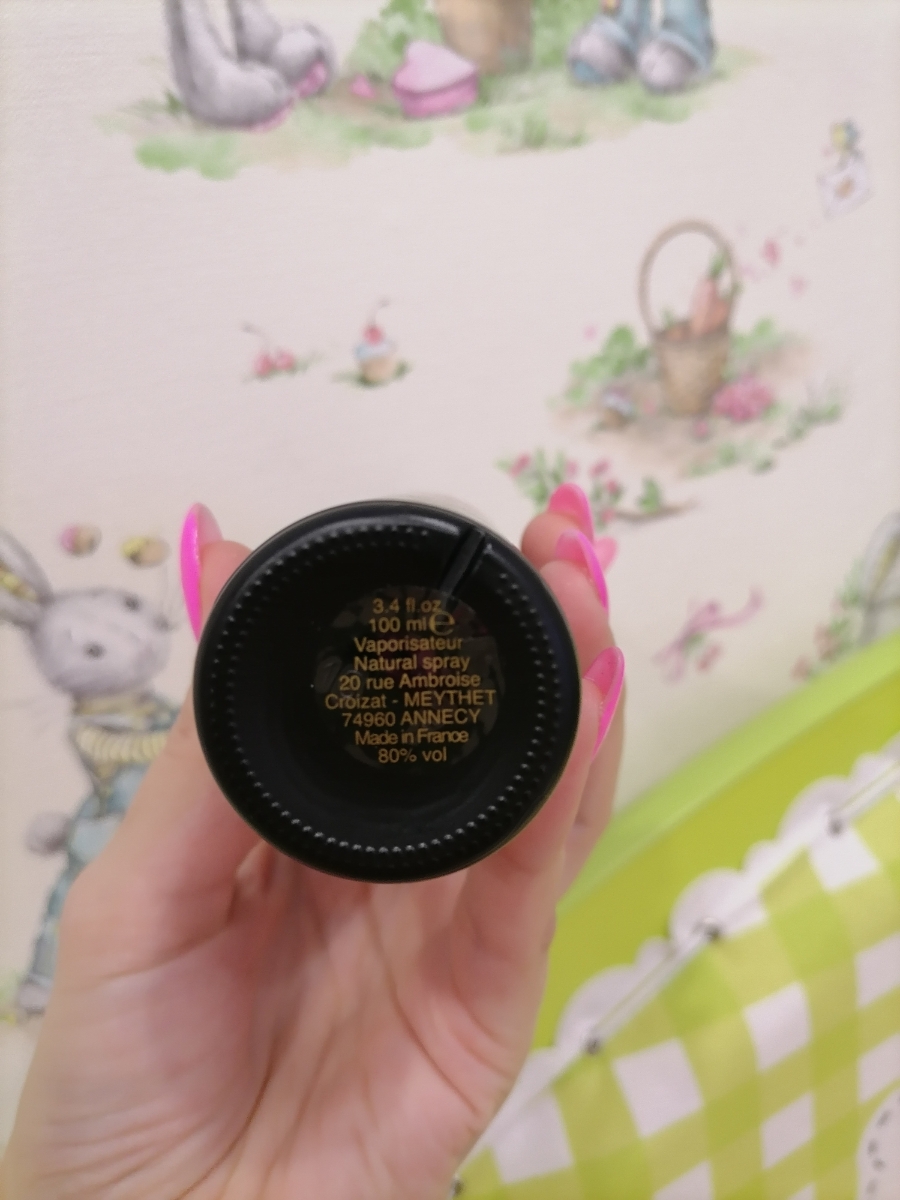 3.4 fl.oz
100 ml ℮
Vaporisateur
Natural spray
20 rue Ambroise
Croizat - MEYTHET
74960 ANNECY
Made in France
80% vol